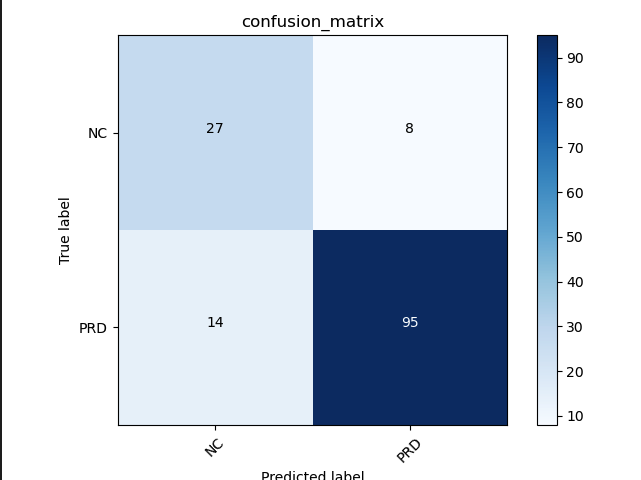 confusion_matrix
NC
27
8
PRD
14
95
True label
NC
PRD
Predicted label
90
80
70
60
50
40
30
20
10